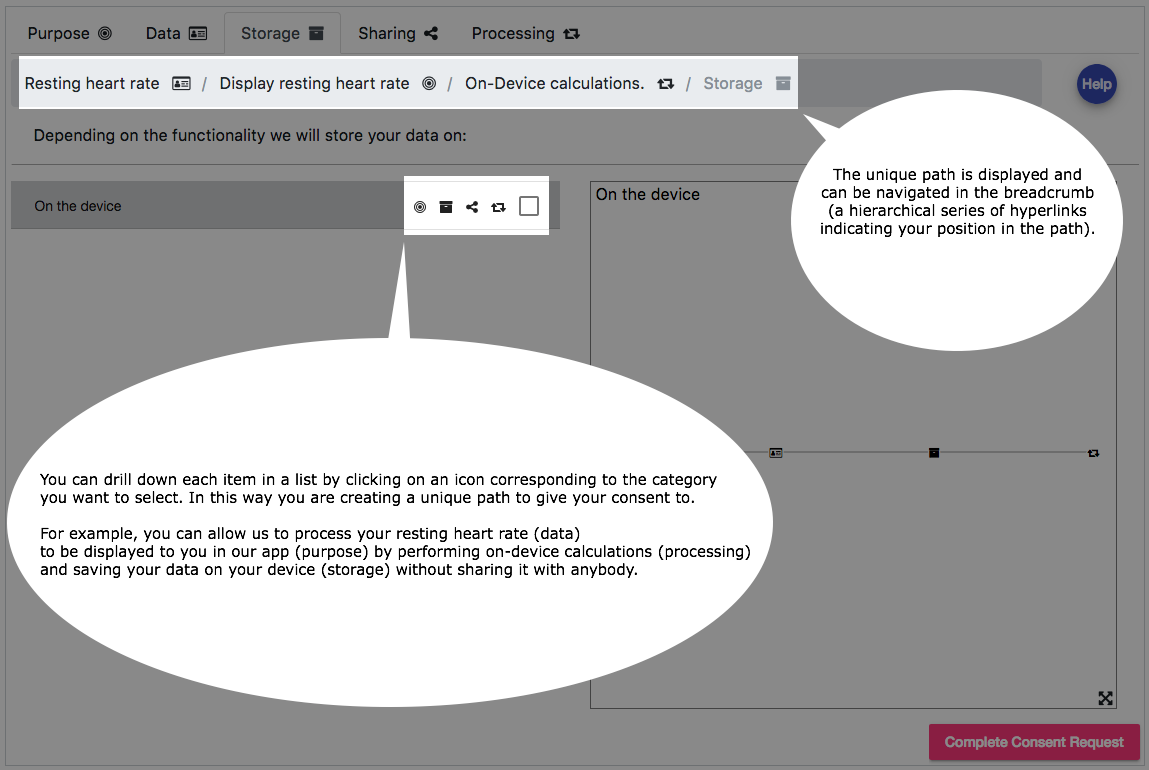 Purpose Data Storage Sharing Processing
Resting heart rate / Display resting heart rate / On-Device calculations. / Storage
Help
Depending on the functionality we will store your data on:
The unique path is displayed and
can be navigated in the breadcrumb
(a hierarchical series of hyperlinks
indicating your position in the path).
On the device
On the device
You can drill down each item in a list by clicking on an icon corresponding to the category
you want to select. In this way you are creating a unique path to give your consent to.
For example, you can allow us to process your resting heart rate (data)
to be displayed to you in our app (purpose) by performing on-device calculations (processing)
and saving your data on your device (storage) without sharing it with anybody.
Complete Consent Request